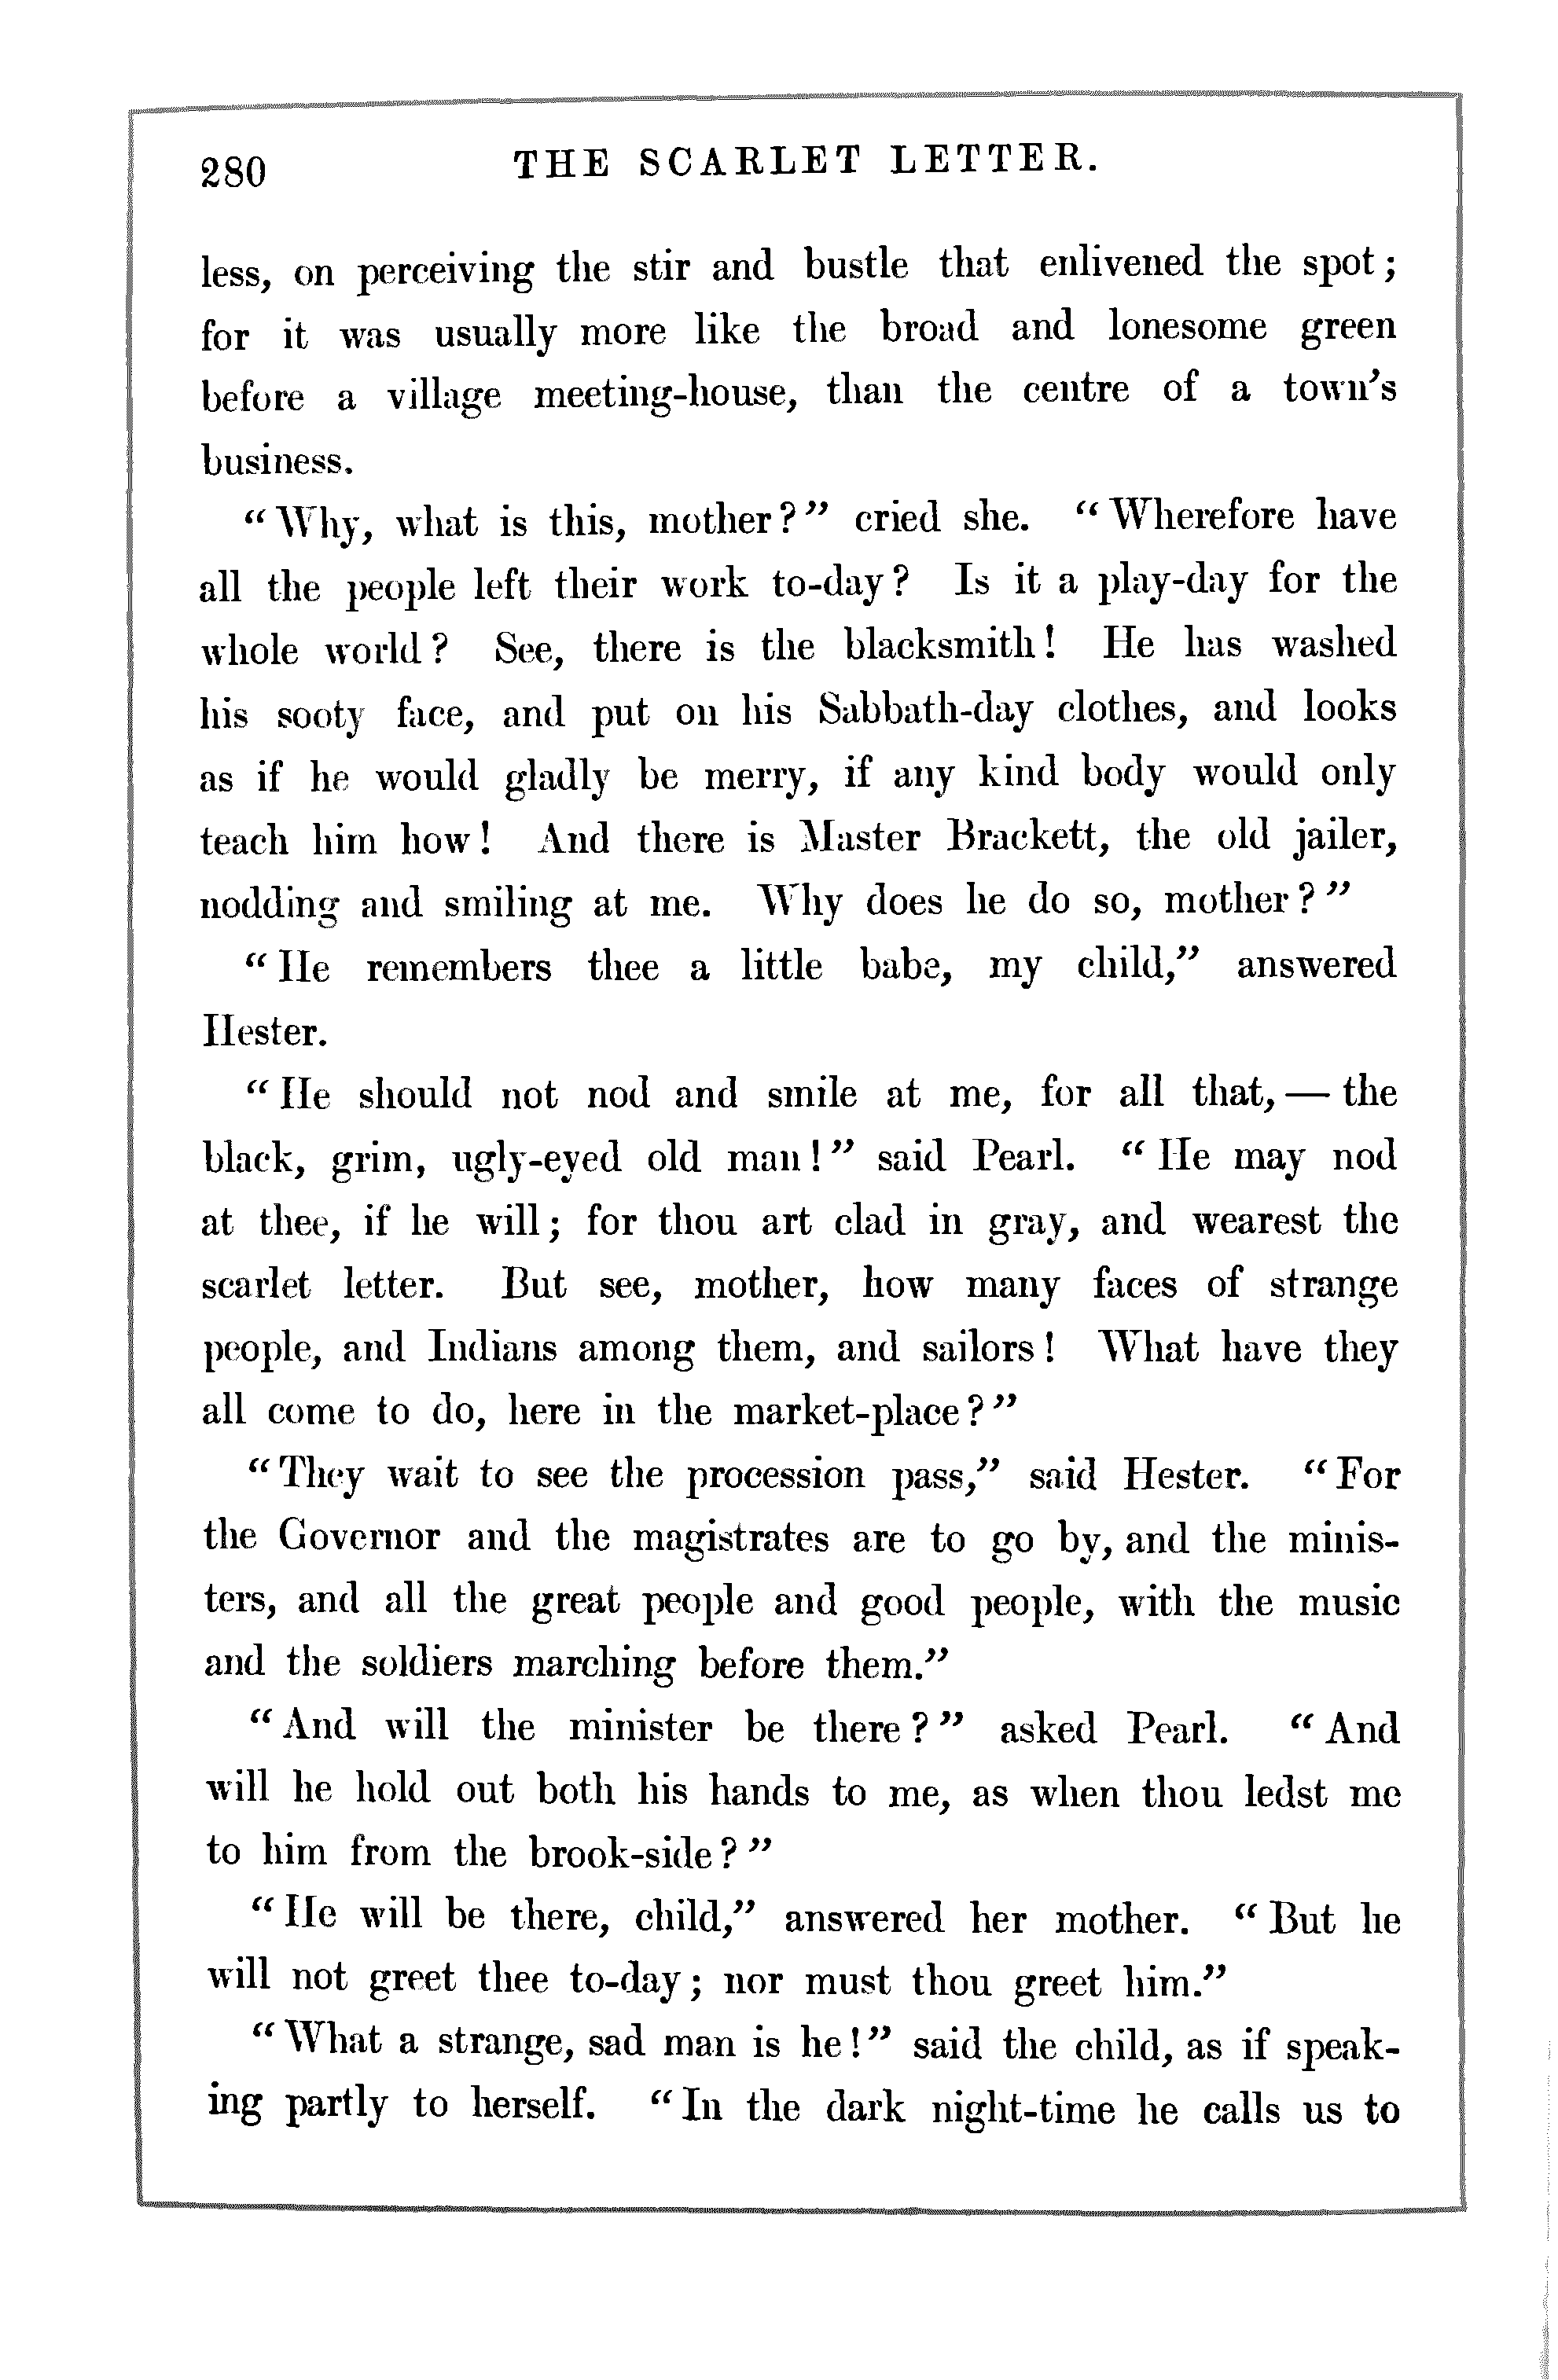 280 THE SCARLET LETTER.
less, on perceiving the stir and bustle that enlivened the spot;
for it was usually more like the broad and lonesome green
before a village meeting-house, than the centre of a town's
business.
"Why, what is this, mother?" cried she. "Wherefore have
all the people left their work to-day? Is it a play-day for the
whole world? See, there is the blacksmith! He has washed
his sooty face, and put on his Sabbath-day clothes, and looks
as if he would gladly be merry, if any kind body would only
teach him how! And there is Master Brackett, the old jailer,
nodding and smiling at me. Why does he do so, mother?"
"He remembers thee a little babe, my child," answered
Hester.
"He should not nod and smile at me, for all that, — the
black, grim, ugly-eyed old man!" said Pearl. "He may nod
at thee, if he will; for thou art clad in gray, and wearest the
scarlet letter. But see, mother, how many faces of strange
people, and Indians among them, and sailors! What have they
all come to do, here in the market-place?"
"They wait to see the procession pass," said Hester. "For
the Governor and the magistrates are to go by, and the minis-
ters, and all the great people and good people, with the music
and the soldiers marching before them."
"And will the minister be there?" asked Pearl. "And
will he hold out both his hands to me, as when thou ledst me
to him from the brook-side?"
"He will be there, child," answered her mother. "But he
will not greet thee to-day; nor must thou greet him."
"What a strange, sad man is he!" said the child, as if speak-
ing partly to herself. "In the dark night-time he calls us to